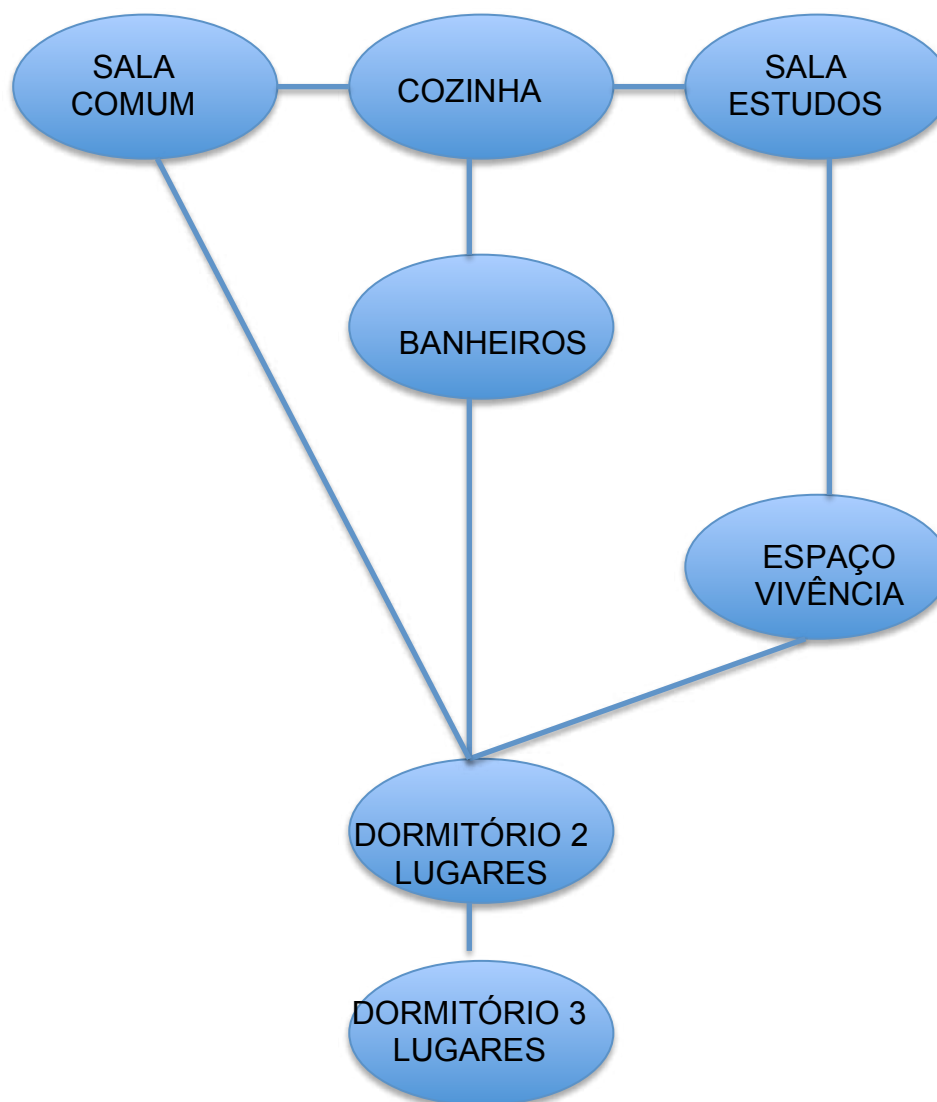 SALA
COMUM
COZINHA
SALA
ESTUDOS
BANHEIROS
ESPAÇO
VIVÊNCIA
DORMITÓRIO 2
LUGARES
DORMITÓRIO 3
LUGARES